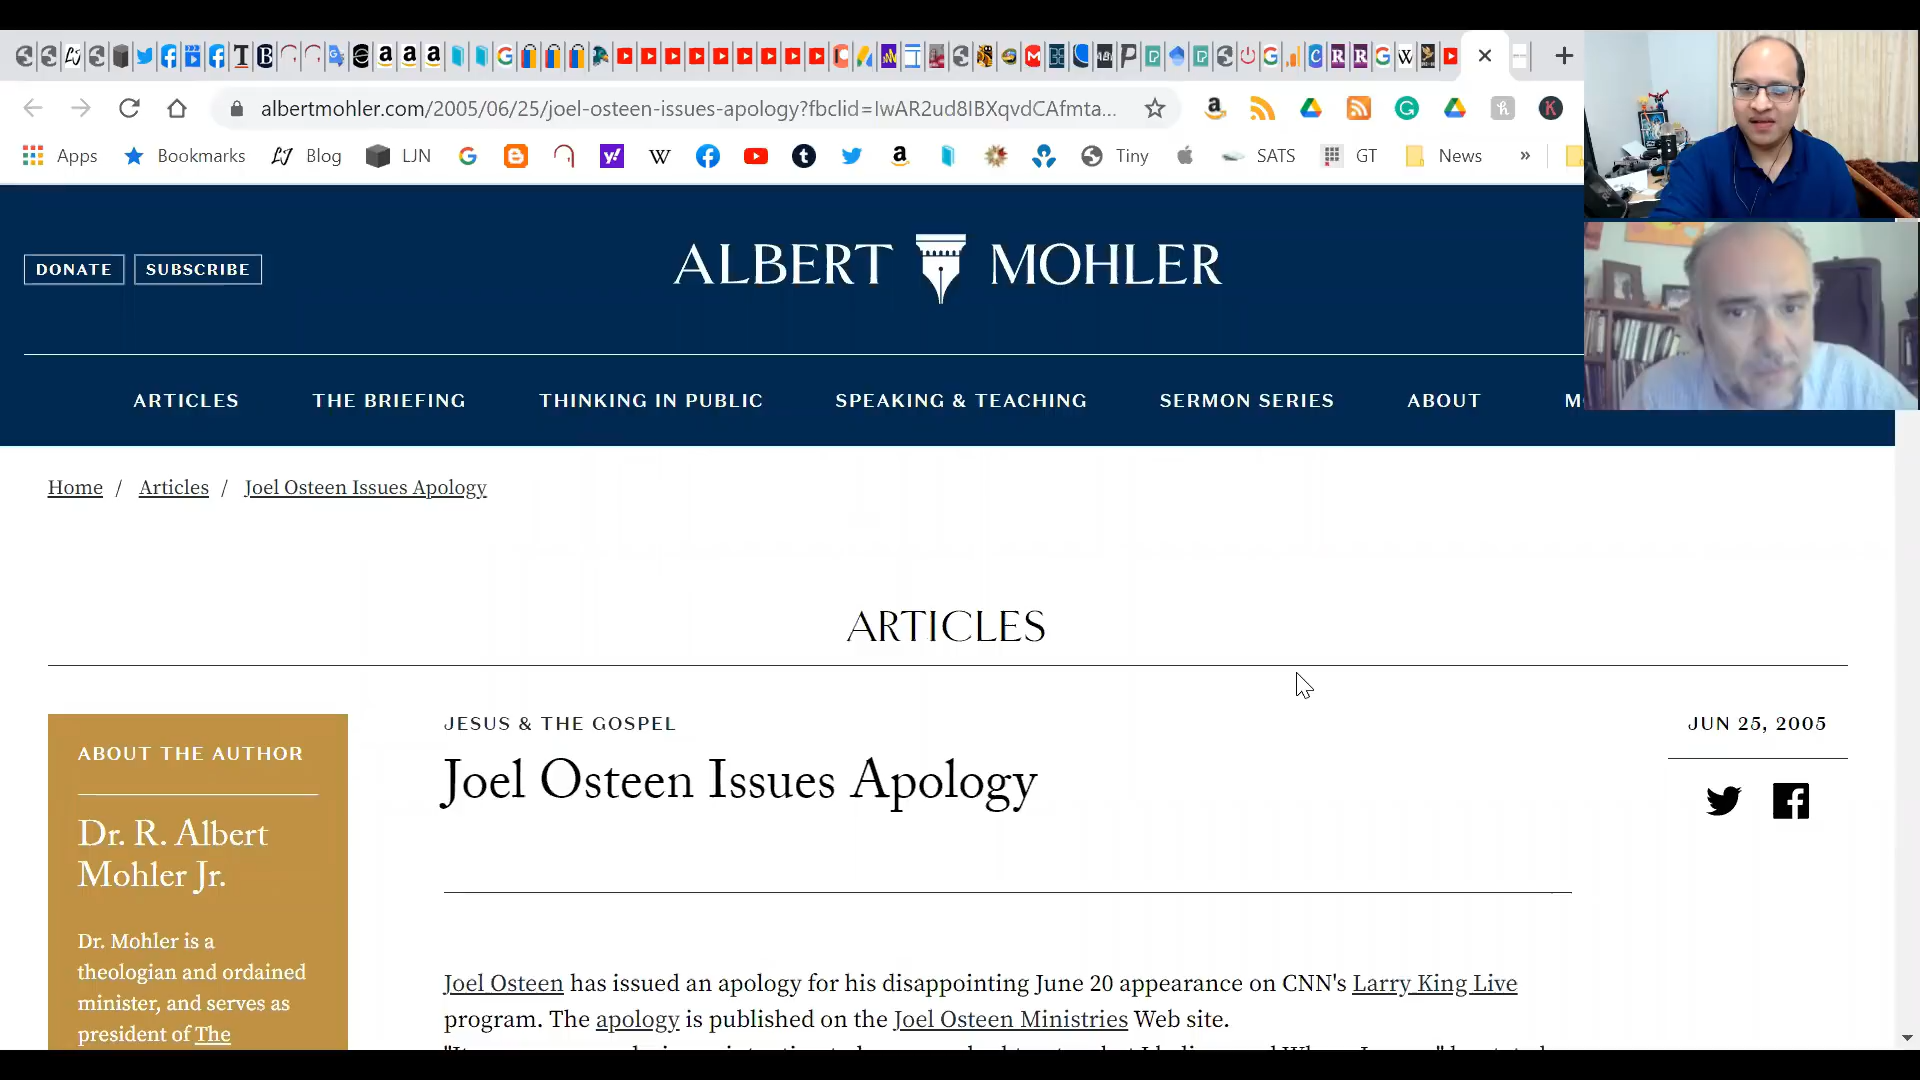 albertmohler.com/2005/06/25/joel-osteen-issues-apology?fbclid=IwAR2ud8IBXqvdCAfmta...
Apps Bookmarks Blog LJN Tiny SATS GT News »
DONATE SUBSCRIBE
ALBERT MOHLER
ARTICLES THE BRIEFING THINKING IN PUBLIC SPEAKING & TEACHING SERMON SERIES ABOUT
Home / Articles / Joel Osteen Issues Apology
ARTICLES
JESUS & THE GOSPEL
Joel Osteen Issues Apology
JUN 25, 2005
ABOUT THE AUTHOR
Dr. R. Albert
Mohler Jr.
Dr. Mohler is a
theologian and ordained
minister, and serves as
president of The
Joel Osteen has issued an apology for his disappointing June 20 appearance on CNN's Larry King Live
program. The apology is published on the Joel Osteen Ministries Web site.